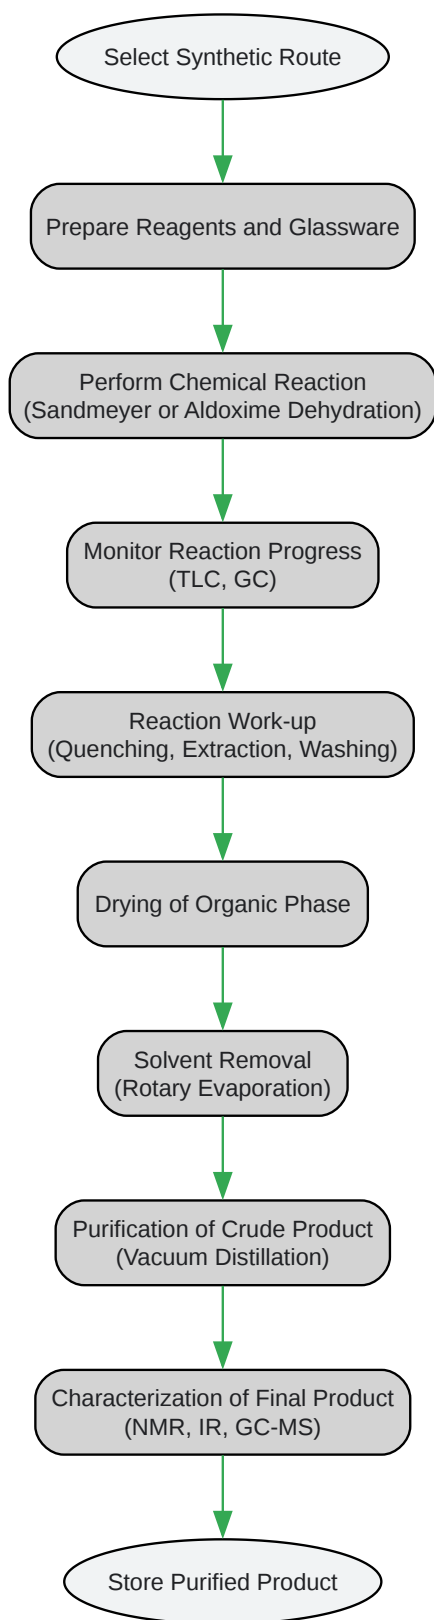 Select Synthetic Route
Prepare Reagents and Glassware
Perform Chemical Reaction
(Sandmeyer or Aldoxime Dehydration)
Monitor Reaction Progress
(TLC, GC)
Reaction Work-up
(Quenching, Extraction, Washing)
Drying of Organic Phase
Solvent Removal
(Rotary Evaporation)
Purification of Crude Product
(Vacuum Distillation)
Characterization of Final Product
(NMR, IR, GC-MS)
Store Purified Product